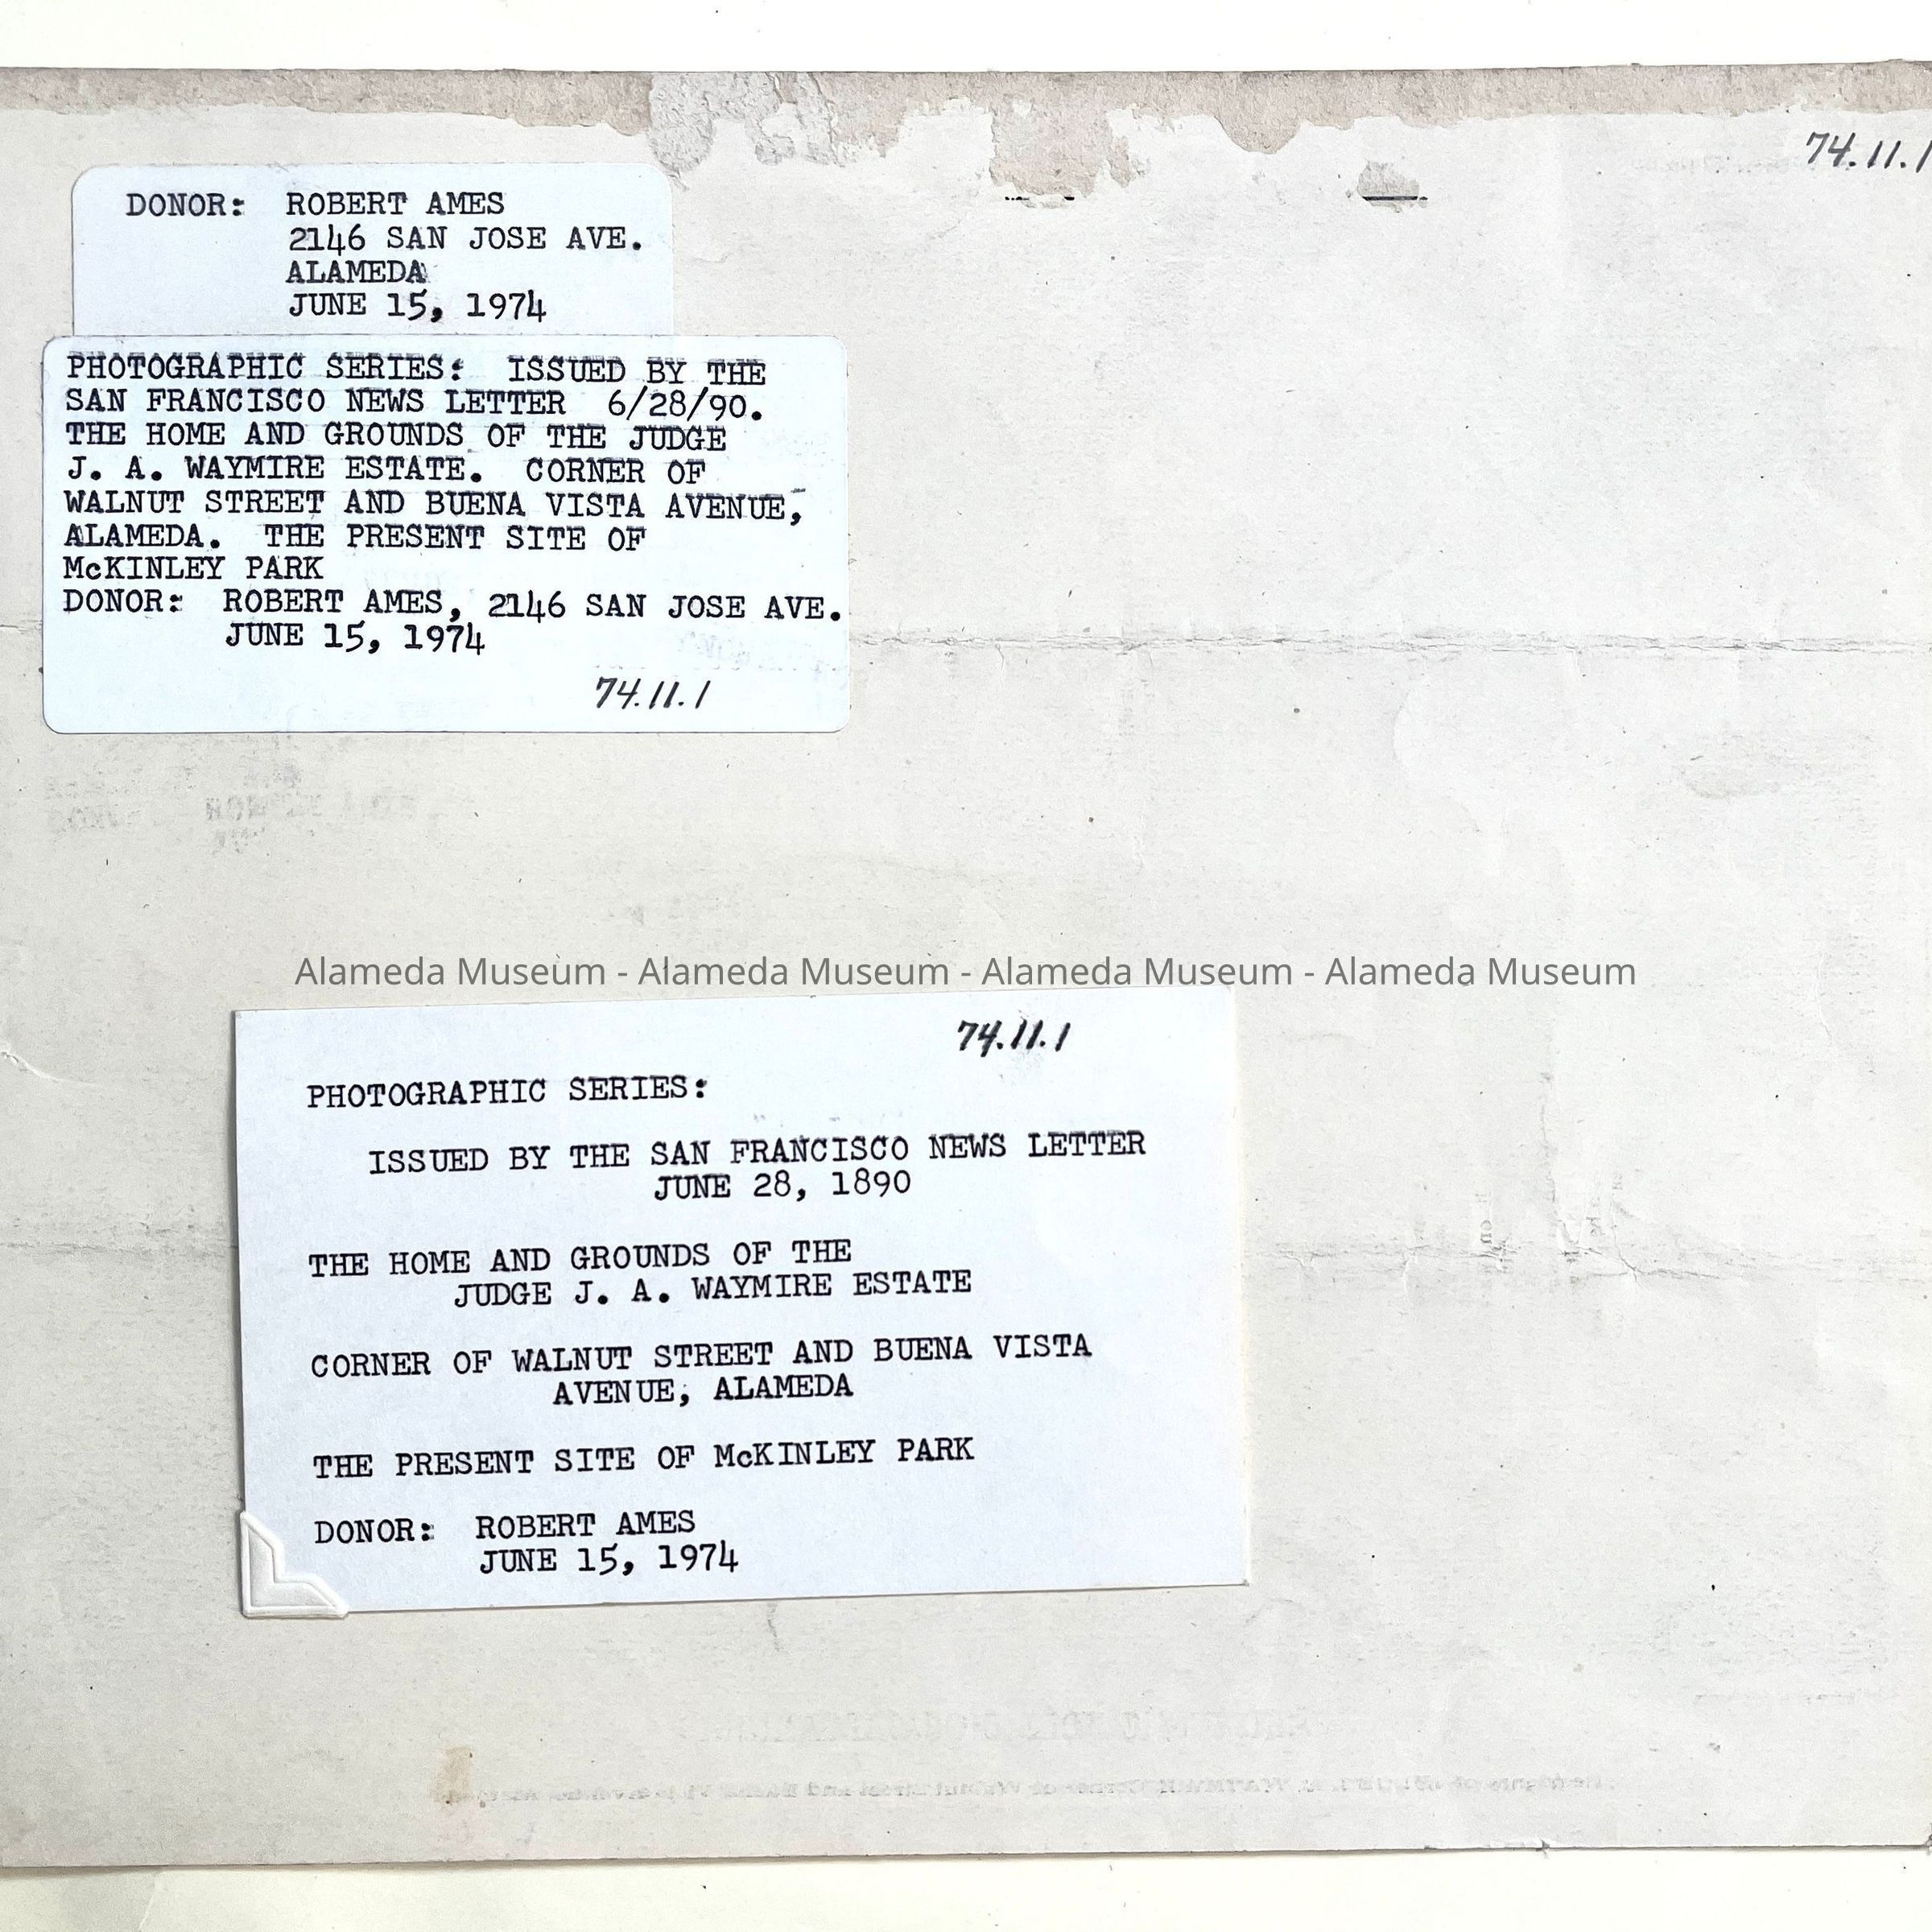 74.11.1
DONOR: ROBERT AMES
2146 SAN JOSE AVE.
ALAMEDA
JUNE 15, 1974
PHOTOGRAPHIC SERIES: ISSUED BY THE
SAN FRANCISCO NEWS LETTER 6/28/90.
THE HOME AND GROUNDS OF THE JUDGE
J. A. WAYMIRE ESTATE. CORNER OF
WALNUT STREET AND BUENA VISTA AVENUE,
ALAMEDA. THE PRESENT SITE OF
McKINLEY PARK
DONOR: ROBERT AMES, 2146 SAN JOSE AVE.
JUNE 15, 1974
74.11.1
Alameda Museum - Alameda Museum - Alameda Museum - Alameda Museum
74.11.1
PHOTOGRAPHIC SERIES:
ISSUED BY THE SAN FRANCISCO NEWS LETTER
JUNE 28, 1890
THE HOME AND GROUNDS OF THE
JUDGE J. A. WAYMIRE ESTATE
CORNER OF WALNUT STREET AND BUENA VISTA
AVENUE, ALAMEDA
THE PRESENT SITE OF McKINLEY PARK
DONOR: ROBERT AMES
JUNE 15, 1974